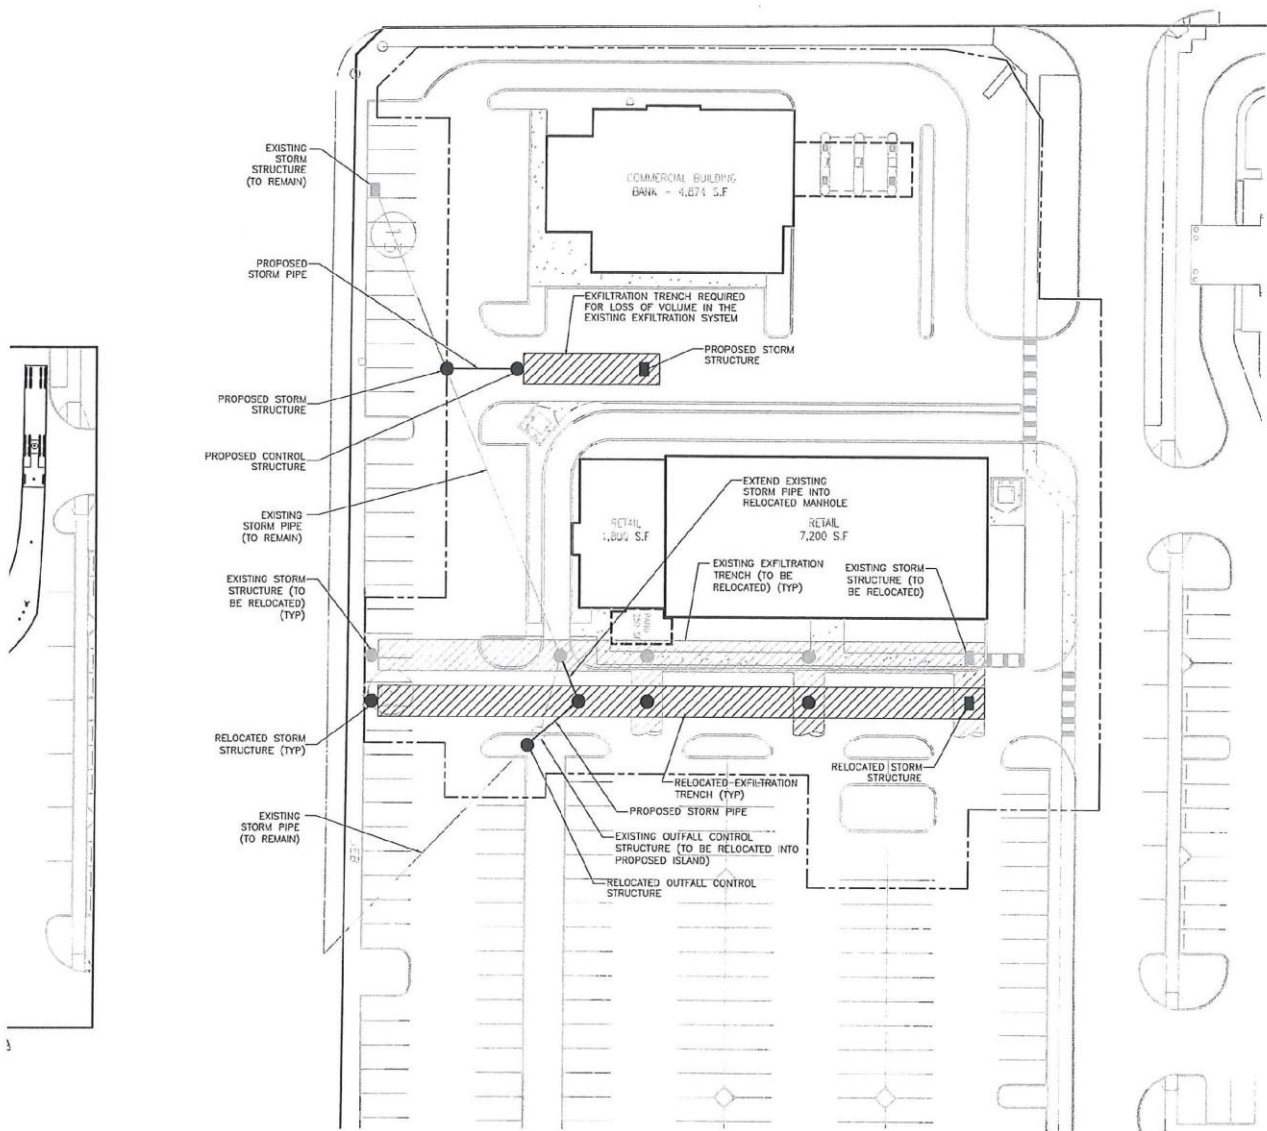 EXISTING
STORM
STRUCTURE
(TO REMAIN)
COMMERCIAL BUILDING
BANK - 4,874 S.F
PROPOSED
STORM PIPE
EXFILTRATION TRENCH REQUIRED
FOR LOSS OF VOLUME IN THE
EXISTING EXFILTRATION SYSTEM
PROPOSED STORM
STRUCTURE
PROPOSED STORM
STRUCTURE
PROPOSED CONTROL
STRUCTURE
EXTEND EXISTING
STORM PIPE INTO
RELOCATED MANHOLE
EXISTING
STORM PIPE
(TO REMAIN)
RETAIL
1,800 S.F
RETAIL
7,200 S.F
EXISTING EXFILTRATION
TRENCH (TO BE
RELOCATED) (TYP)
EXISTING STORM
STRUCTURE (TO
BE RELOCATED)
EXISTING STORM
STRUCTURE (TO
BE RELOCATED)
(TYP)
RELOCATED STORM
STRUCTURE (TYP)
RELOCATED STORM
STRUCTURE
RELOCATED EXFILTRATION
TRENCH (TYP)
PROPOSED STORM PIPE
EXISTING
STORM PIPE
(TO REMAIN)
EXISTING OUTFALL CONTROL
STRUCTURE (TO BE RELOCATED INTO
PROPOSED ISLAND)
RELOCATED OUTFALL CONTROL
STRUCTURE